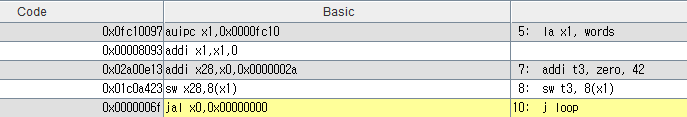 Code Basic
0x0fc10097 auipc x1,0x0000fc10 5: la x1, words
0x00008093 addi x1,x1,0
0x02a00e13 addi x28,x0,0x0000002a 7: addi t3, zero, 42
0x01c0a423 sw x28,8(x1) 8: sw t3, 8(x1)
0x0000006f jal x0,0x00000000 10: j loop